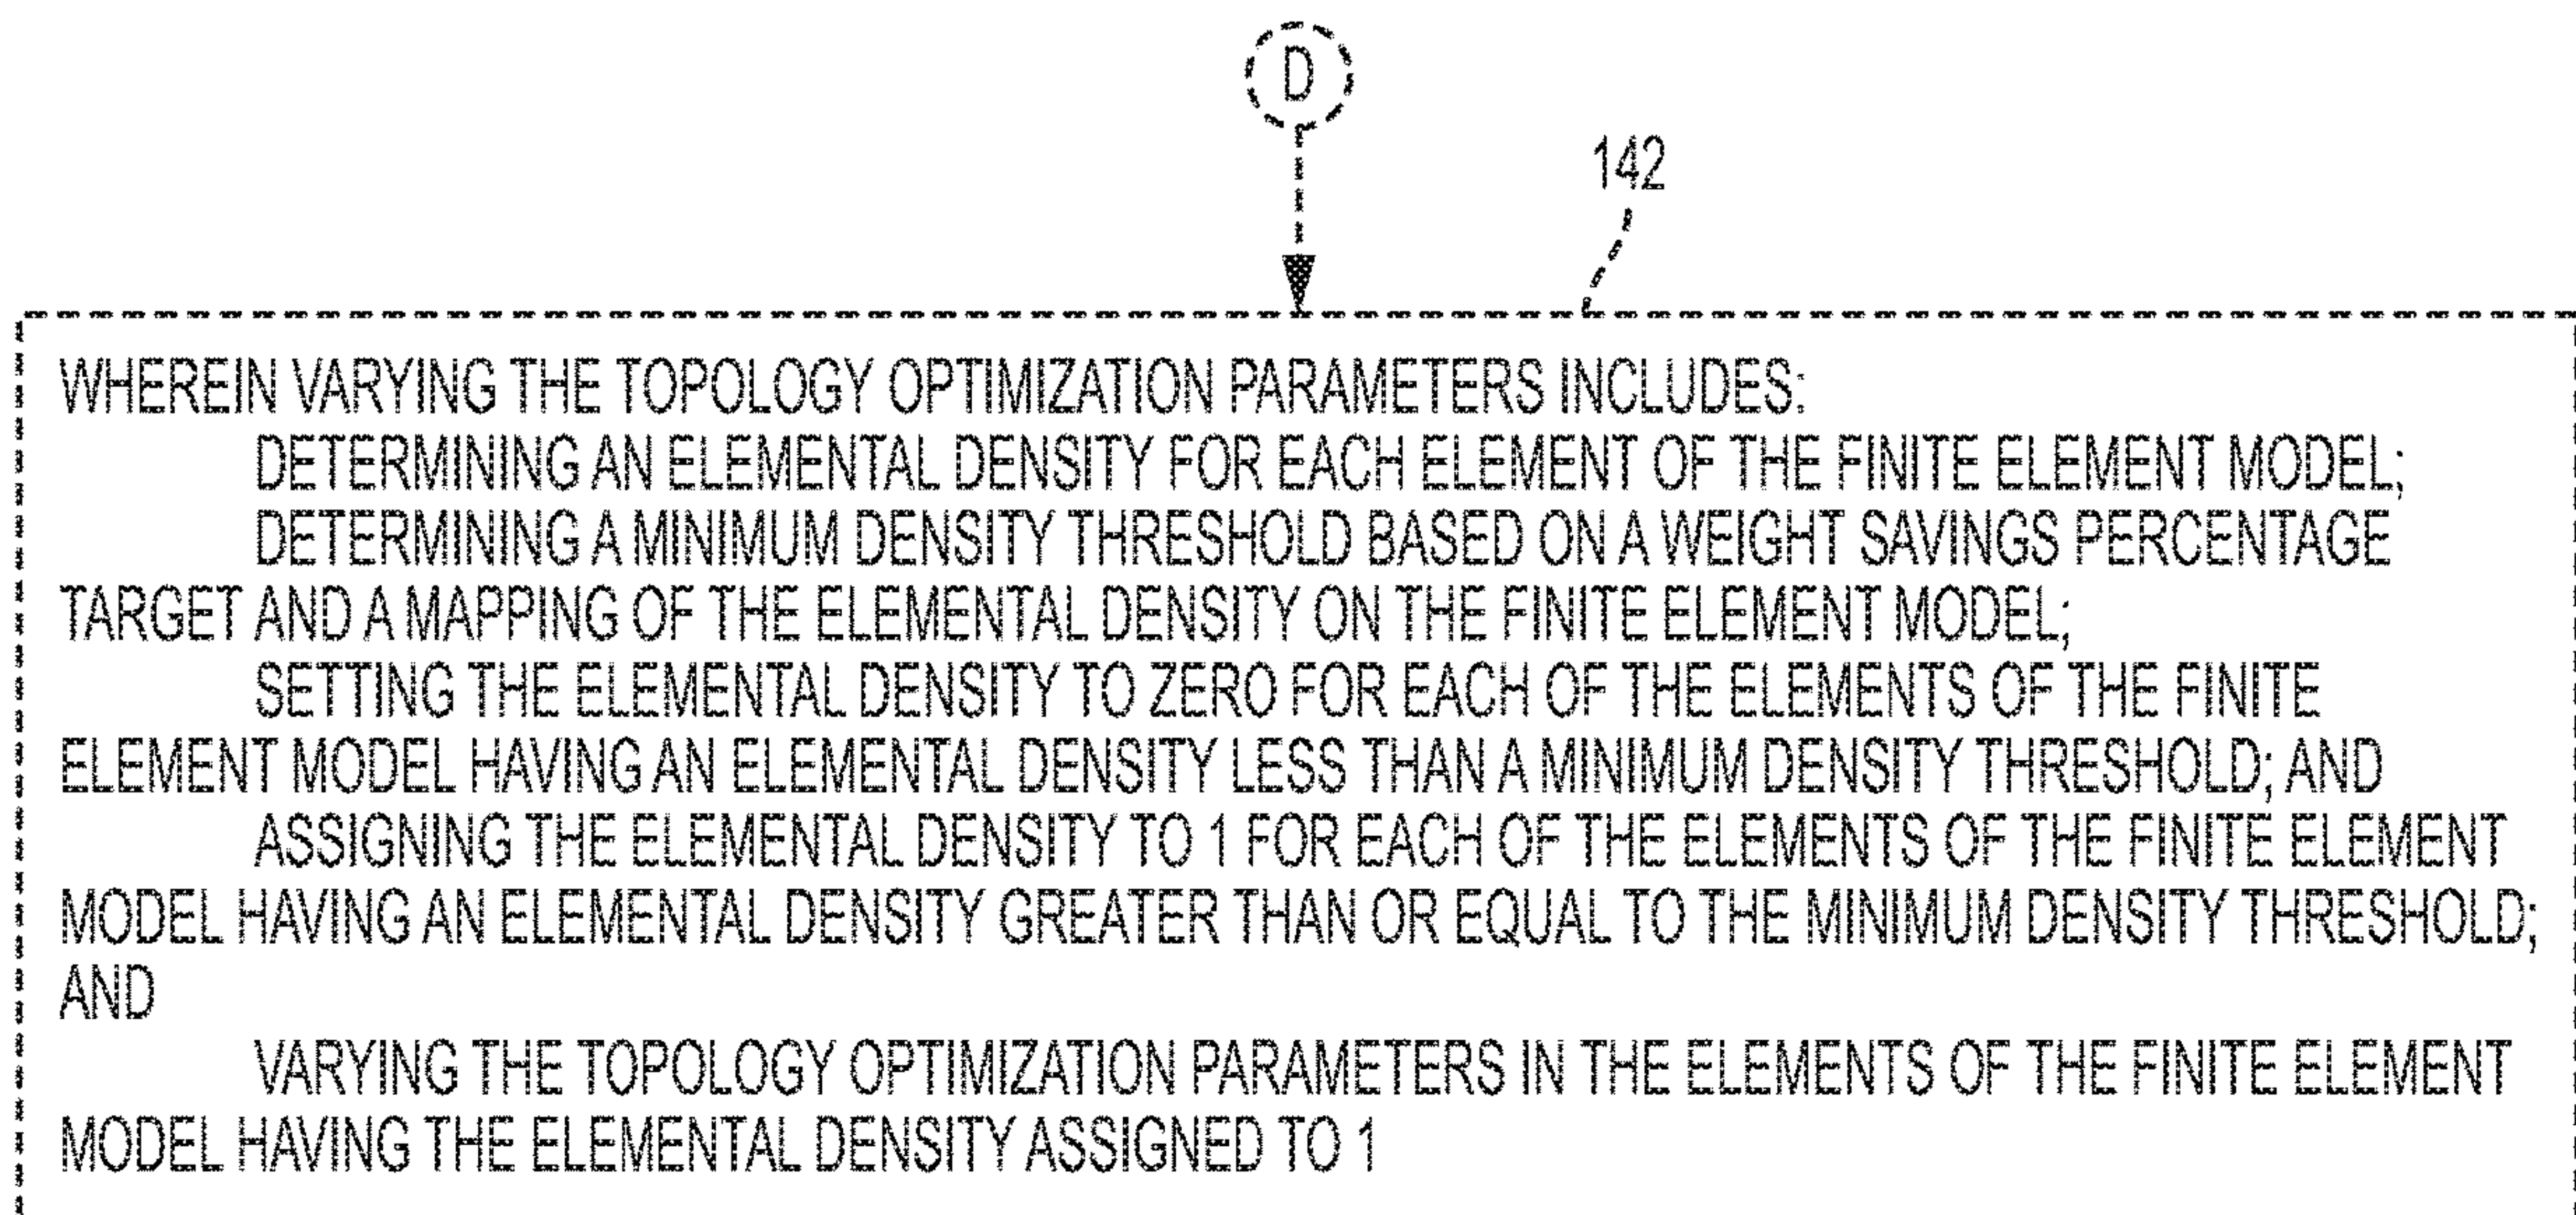 D
142
WHEREIN VARYING THE TOPOLOGY OPTIMIZATION PARAMETERS INCLUDES:
DETERMINING AN ELEMENTAL DENSITY FOR EACH ELEMENT OF THE FINITE ELEMENT MODEL;
DETERMINING A MINIMUM DENSITY THRESHOLD BASED ON A WEIGHT SAVINGS PERCENTAGE
TARGET AND A MAPPING OF THE ELEMENTAL DENSITY ON THE FINITE ELEMENT MODEL;
SETTING THE ELEMENTAL DENSITY TO ZERO FOR EACH OF THE ELEMENTS OF THE FINITE
ELEMENT MODEL HAVING AN ELEMENTAL DENSITY LESS THAN A MINIMUM DENSITY THRESHOLD; AND
ASSIGNING THE ELEMENTAL DENSITY TO 1 FOR EACH OF THE ELEMENTS OF THE FINITE ELEMENT
MODEL HAVING AN ELEMENTAL DENSITY GREATER THAN OR EQUAL TO THE MINIMUM DENSITY THRESHOLD;
AND
VARYING THE TOPOLOGY OPTIMIZATION PARAMETERS IN THE ELEMENTS OF THE FINITE ELEMENT
MODEL HAVING THE ELEMENTAL DENSITY ASSIGNED TO 1